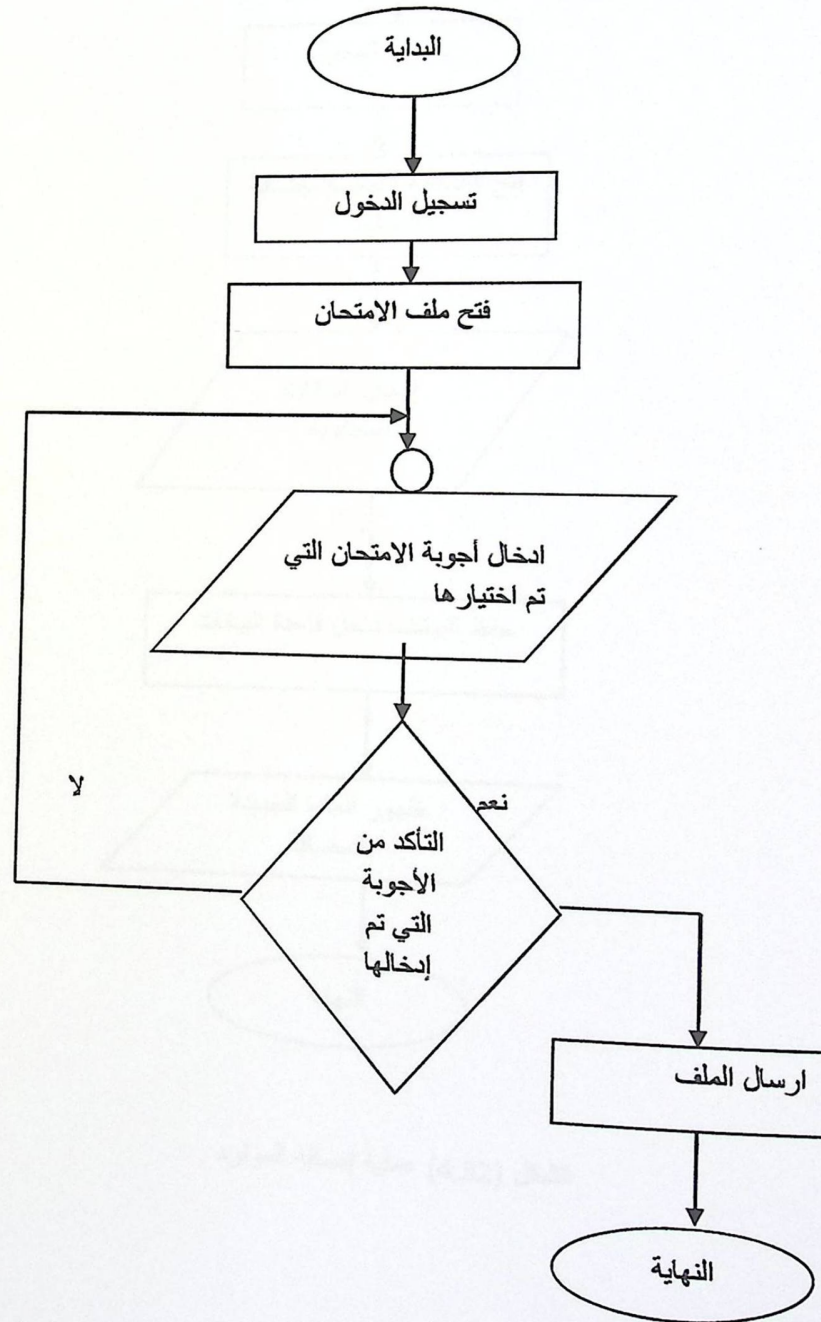 البداية
تسجيل الدخول
فتح ملف الامتحان
ادخال أجوبة الامتحان التي
تم اختيارها
لا
نعم
التأكد من
الأجوبة
التي تم
إدخالها
ارسال الملف
النهاية